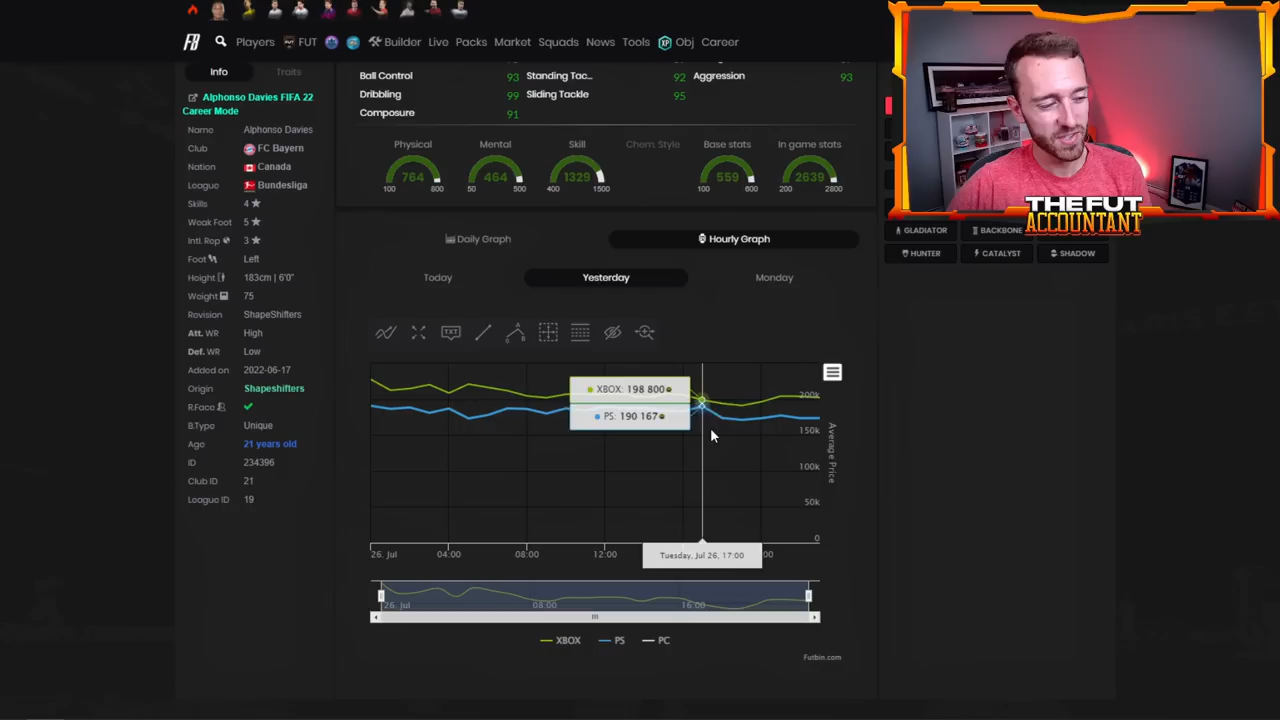 FB Players FUT Builder Live Packs Market Squads News Tools XP Obj Career
Info Traits
Alphonso Davies FIFA 22
Career Mode
Name Alphonso Davies
Club FC Bayern
Nation Canada
League Bundesliga
Skills 4
Weak Foot 5
Intl. Rep 3
Foot Left
Height 183cm | 6'0"
Weight 75
Revision ShapeShifters
Att. WR High
Def. WR Low
Added on 2022-06-17
Origin Shapeshifters
R.Face
B.Type Unique
Age 21 years old
ID 234396
Club ID 21
League ID 19
Ball Control 93 Standing Tac... 92 Aggression 93
Dribbling 99 Sliding Tackle 95
Composure 91
Physical Mental Skill Chem. Style Base stats In game stats
764 464 1329 559 2639
100 800 50 500 400 1500 100 600 200 2800
Daily Graph Hourly Graph
Today Yesterday Monday
TXT
XBOX: 198 800
PS: 190 167
200k
150k
100k
50k
0
Average Price
26. Jul 04:00 08:00 12:00 :00
Tuesday, Jul 26, 17:00
26. Jul 08:00 16:00
XBOX PS PC
Futbin.com
THE FUT
ACCOUNTANT
GLADIATOR BACKBONE
HUNTER CATALYST SHADOW